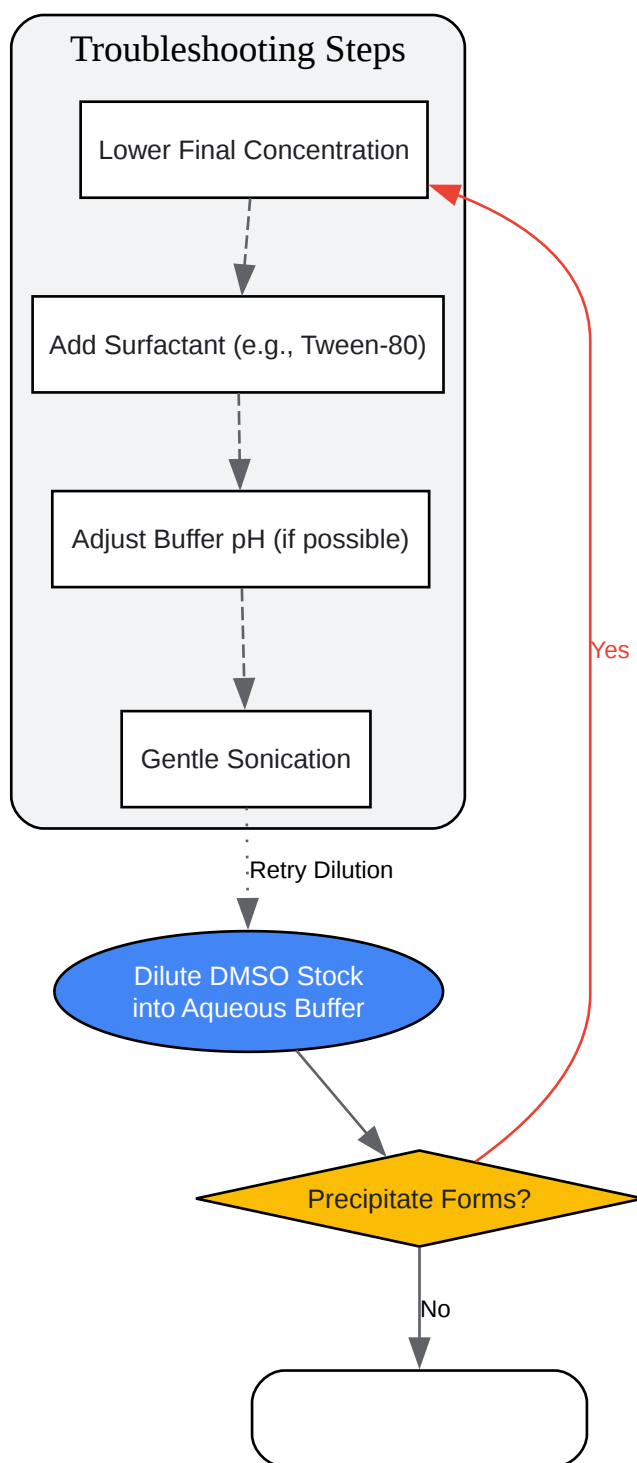 Troubleshooting Steps
Lower Final Concentration
Add Surfactant (e.g., Tween-80)
Adjust Buffer pH (if possible)
Yes
Gentle Sonication
Retry Dilution
Dilute DMSO Stock
into Aqueous Buffer
Precipitate Forms?
No